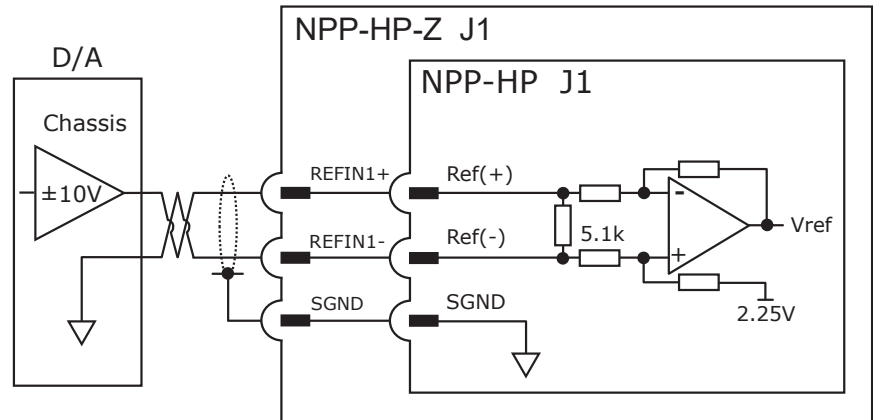 NPP-HP-Z J1
D/A
NPP-HP J1
Chassis
±10V
REFIN1+
Ref(+)
-
5.1k
Vref
REFIN1-
Ref(-)
+
SGND
SGND
2.25V